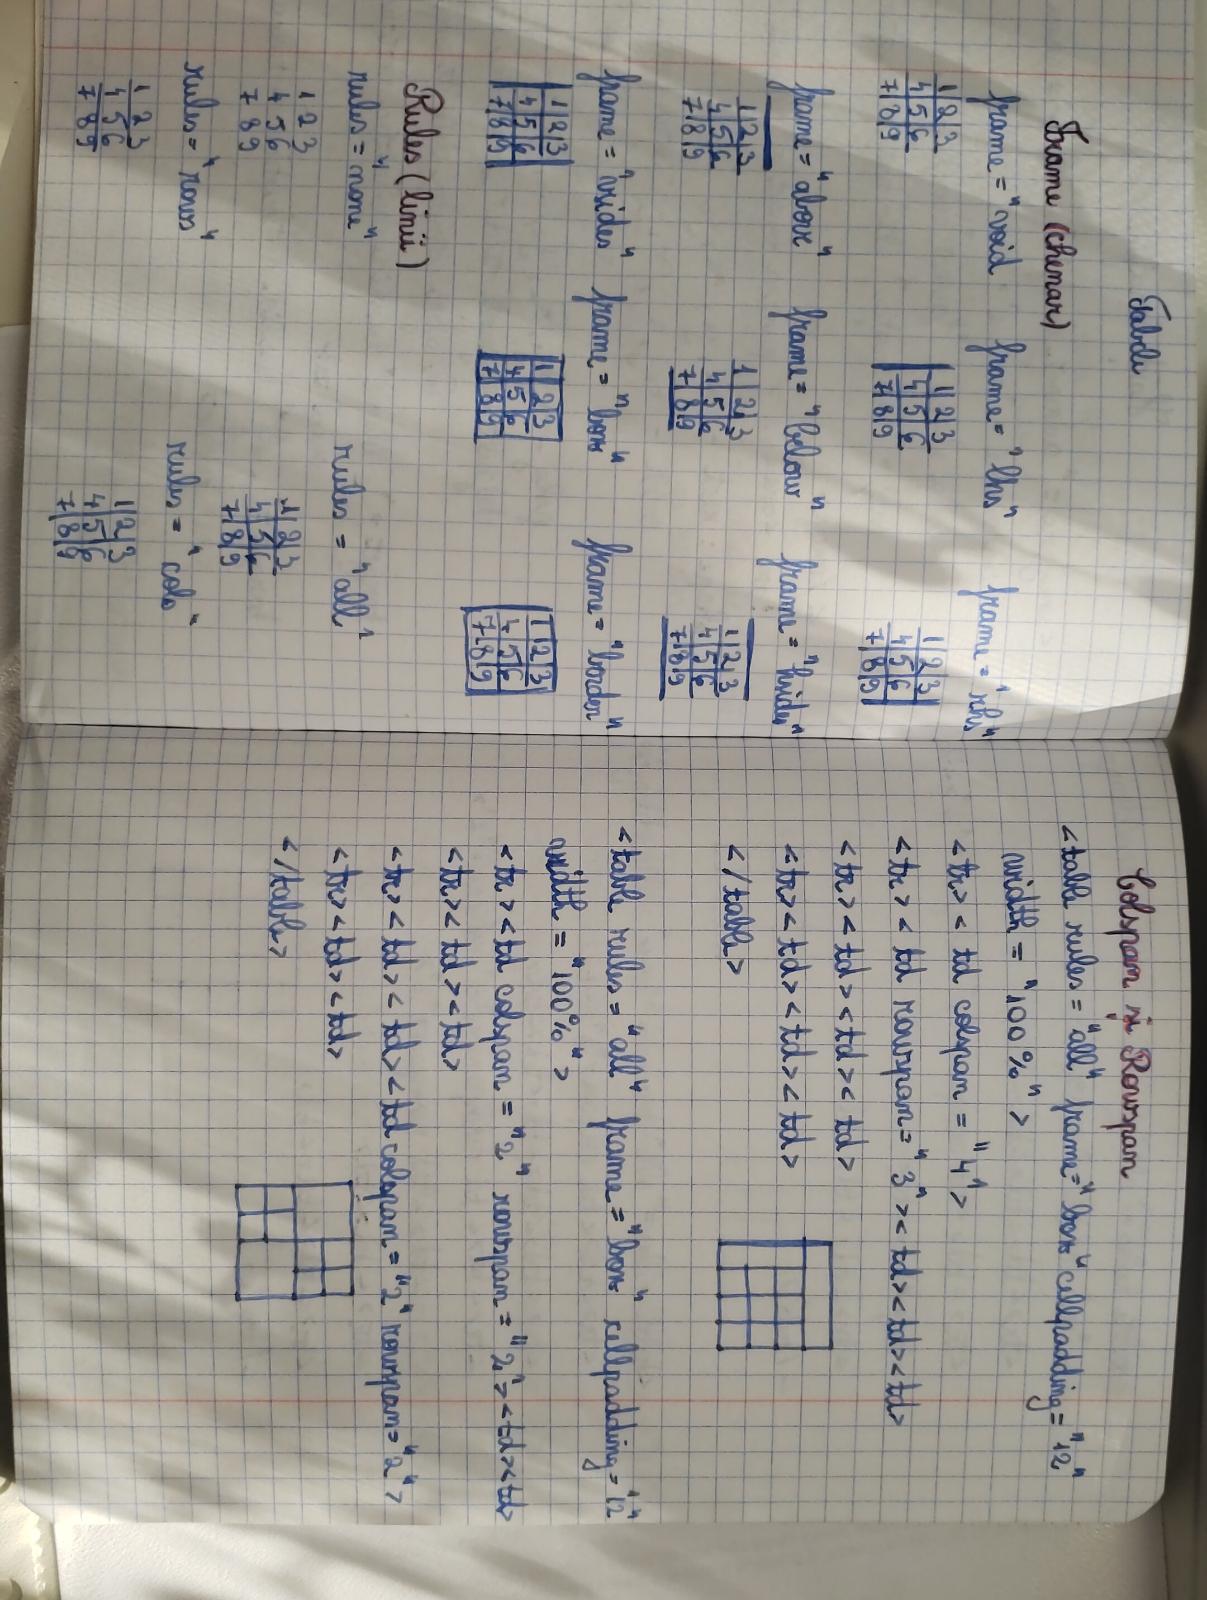 Tabele
Frame (chenar)
frame = "void frame = "lhs" frame = "rhs"
1 2 3 1 2 3 1 2 3
4 5 6 4 5 6 4 5 6
7 8 9 7 8 9 7 8 9
frame = "above" frame = "below" frame = "hsides"
1 2 3 1 2 3 1 2 3
4 5 6 4 5 6 4 5 6
7 8 9 7 8 9 7 8 9
frame = "vsides" frame = "box" frame = "border"
1 2 3 1 2 3 1 2 3
4 5 6 4 5 6 4 5 6
7 8 9 7 8 9 7 8 9
Rules (linii)
rules = "none" rules = "all"
1 2 3 1 2 3
4 5 6 4 5 6
7 8 9 7 8 9
rules = "rows" rules = "cols"
1 2 3 1 2 3
4 5 6 4 5 6
7 8 9 7 8 9
Colspan și Rowspan
<table rules = "all" frame = "box" cellpadding = "12"
width = "100%" >
<tr> < td colspan = "4" >
<tr> < td rowspan = "3" > < td> <td> <td>
<tr> < td> <td> < td>
<tr> < td> <td> < td>
</table>
<table rules = "all" frame = "box" cellpadding = "12"
width = "100%" >
<tr> <td colspan = "2" rowspan = "2" > <td> <td>
<tr> < td> <td>
<tr> <td> < td> <td colspan = "2" rowspan = "2" >
<tr> <td> <td>
</table>